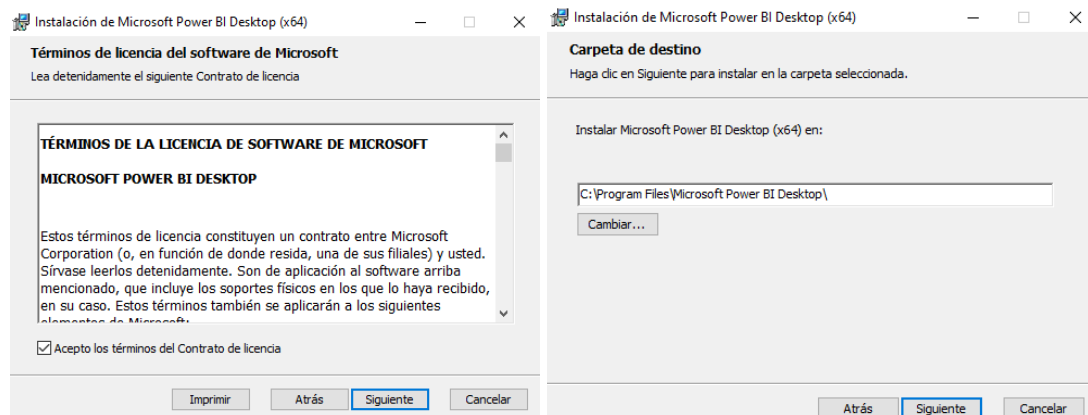 Instalación de Microsoft Power BI Desktop (x64)
Términos de licencia del software de Microsoft
Lea detenidamente el siguiente Contrato de licencia
TÉRMINOS DE LA LICENCIA DE SOFTWARE DE MICROSOFT
MICROSOFT POWER BI DESKTOP
Estos términos de licencia constituyen un contrato entre Microsoft
Corporation (o, en función de donde resida, una de sus filiales) y usted.
Sírvase leerlos detenidamente. Son de aplicación al software arriba
mencionado, que incluye los soportes físicos en los que lo haya recibido,
en su caso. Estos términos también se aplicarán a los siguientes
elementos de Microsoft:
Acepto los términos del Contrato de licencia
Imprimir Atrás Siguiente Cancelar
Instalación de Microsoft Power BI Desktop (x64)
Carpeta de destino
Haga clic en Siguiente para instalar en la carpeta seleccionada.
Instalar Microsoft Power BI Desktop (x64) en:
C:\Program Files\Microsoft Power BI Desktop\
Cambiar...
Atrás Siguiente Cancelar